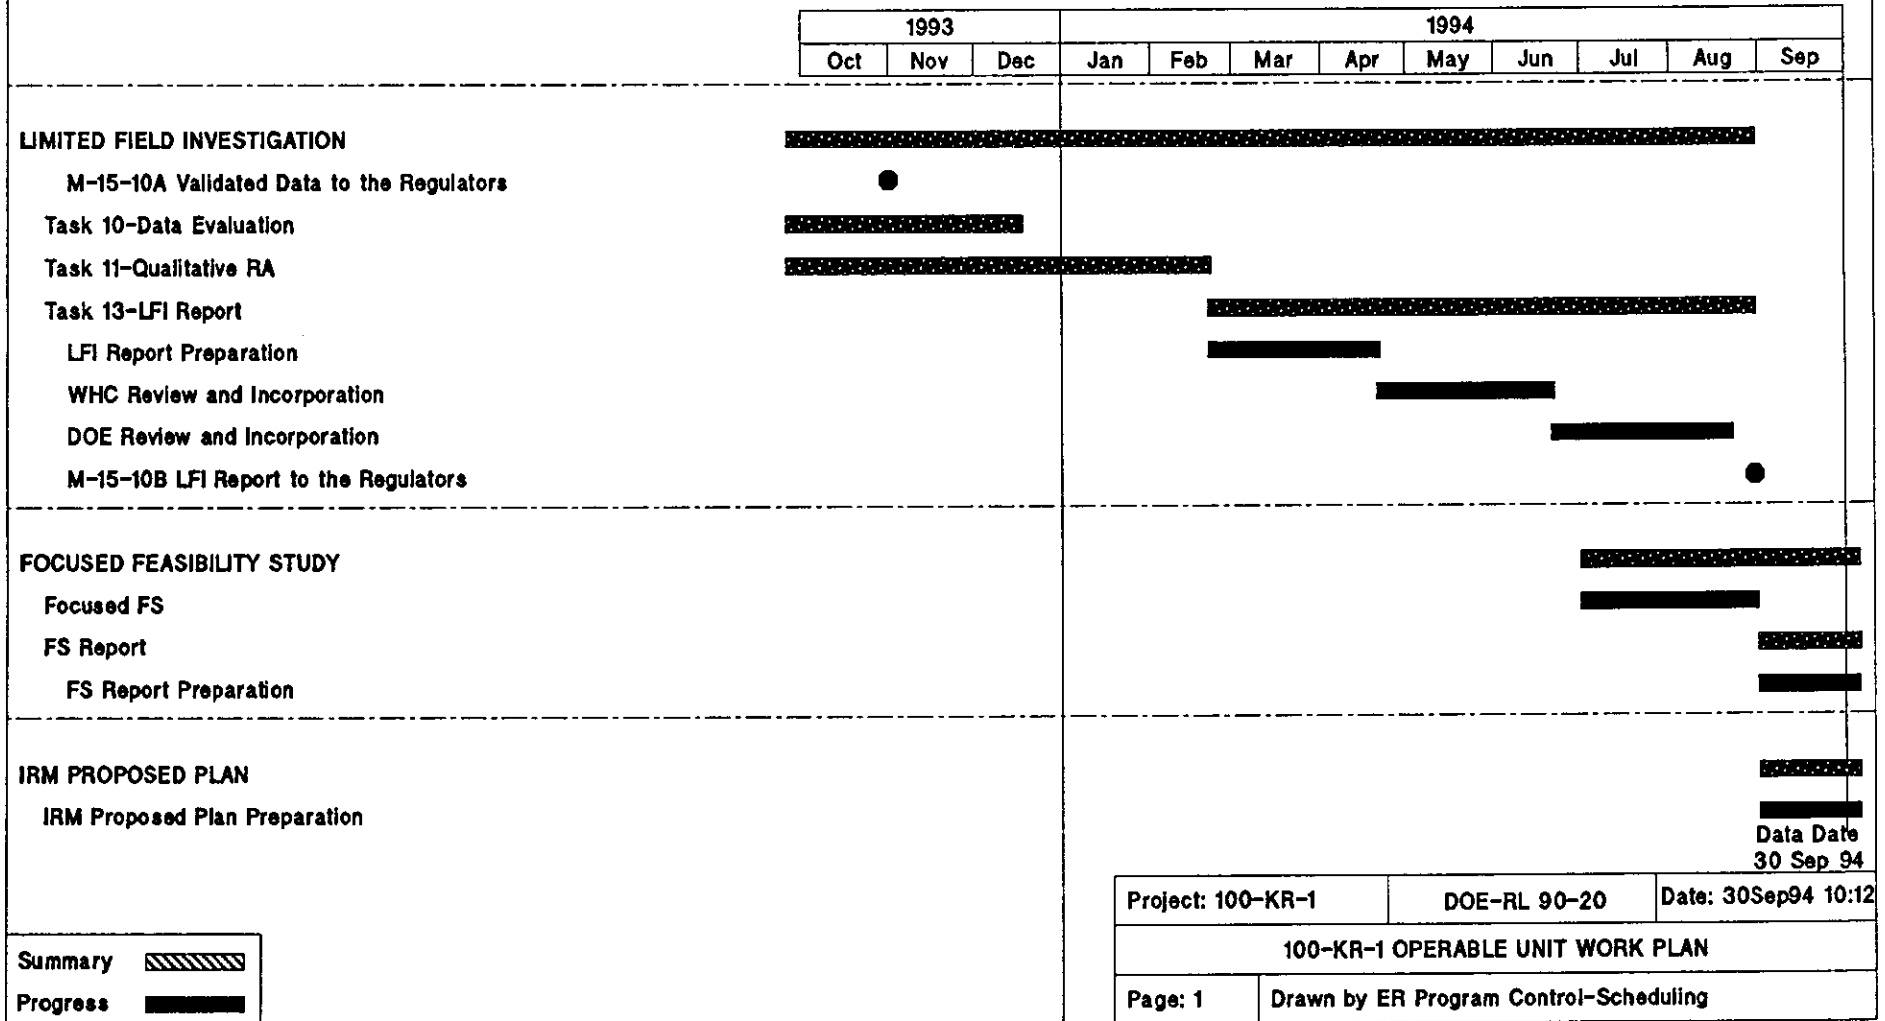 1993 1994
Oct Nov Dec Jan Feb Mar Apr May Jun Jul Aug Sep
LIMITED FIELD INVESTIGATION
M-15-10A Validated Data to the Regulators
Task 10-Data Evaluation
Task 11-Qualitative RA
Task 13-LFI Report
LFI Report Preparation
WHC Review and Incorporation
DOE Review and Incorporation
M-15-10B LFI Report to the Regulators
FOCUSED FEASIBILITY STUDY
Focused FS
FS Report
FS Report Preparation
IRM PROPOSED PLAN
IRM Proposed Plan Preparation
Data Date
30 Sep 94
Project: 100-KR-1 DOE-RL 90-20 Date: 30Sep94 10:12
100-KR-1 OPERABLE UNIT WORK PLAN
Page: 1 Drawn by ER Program Control-Scheduling
Summary
Progress